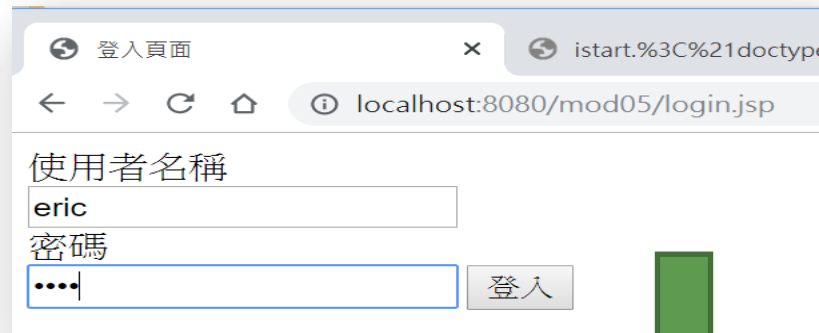 登入頁面 × istart.%3C%21doctype
localhost:8080/mod05/login.jsp
使用者名稱
eric
密碼
•••• 登入